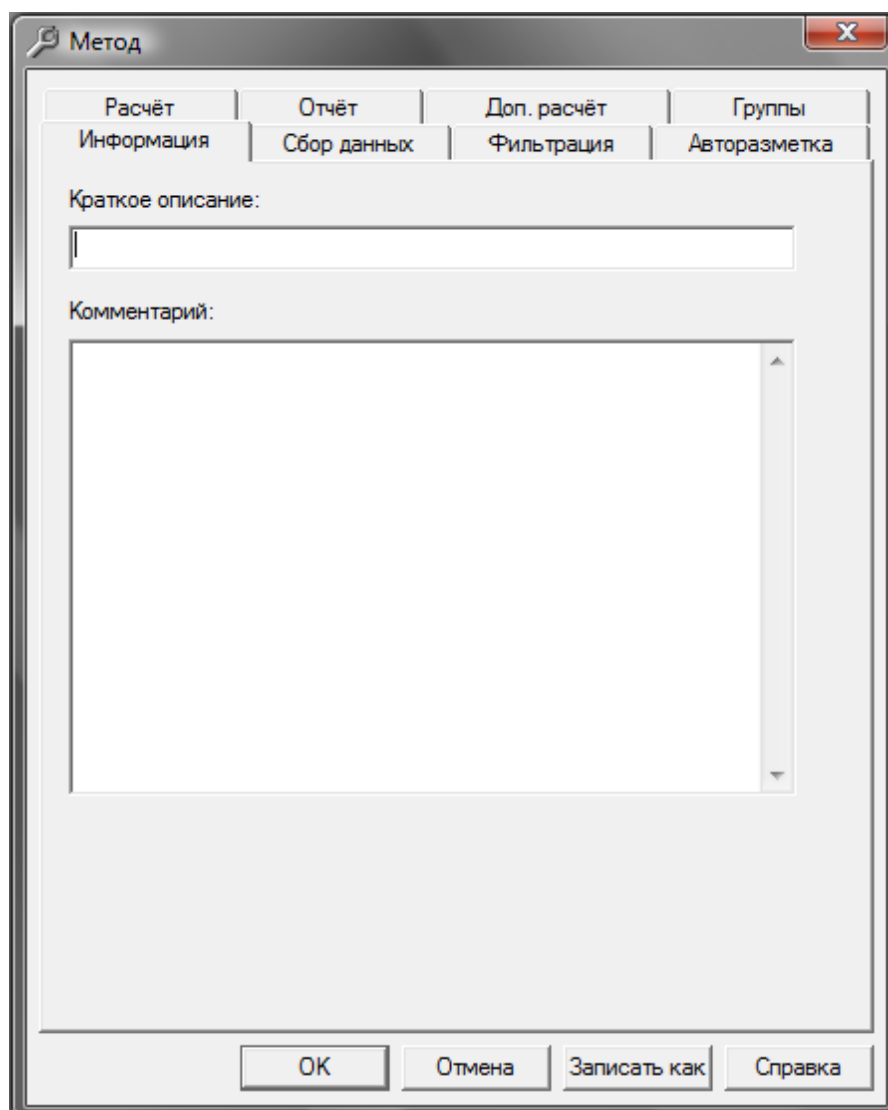 Метод
Расчёт Отчёт Доп. расчёт Группы
Информация Сбор данных Фильтрация Авторазметка
Краткое описание:
Комментарий:
OK Отмена Записать как Справка